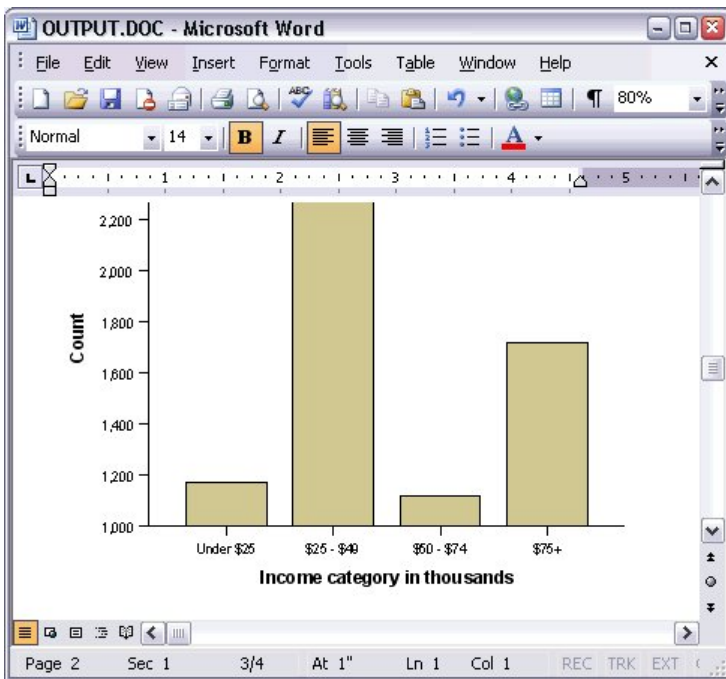 OUTPUT.DOC - Microsoft Word
File Edit View Insert Format Tools Table Window Help
ABC ¶ 80%
Normal 14 B I A
L 1 2 3 4 5
2,200
2,000
1,800
1,600
1,400
1,200
1,000
Count
Under $25 $25 - $49 $50 - $74 $75+
Income category in thousands
Page 2 Sec 1 3/4 At 1" Ln 1 Col 1 REC TRK EXT